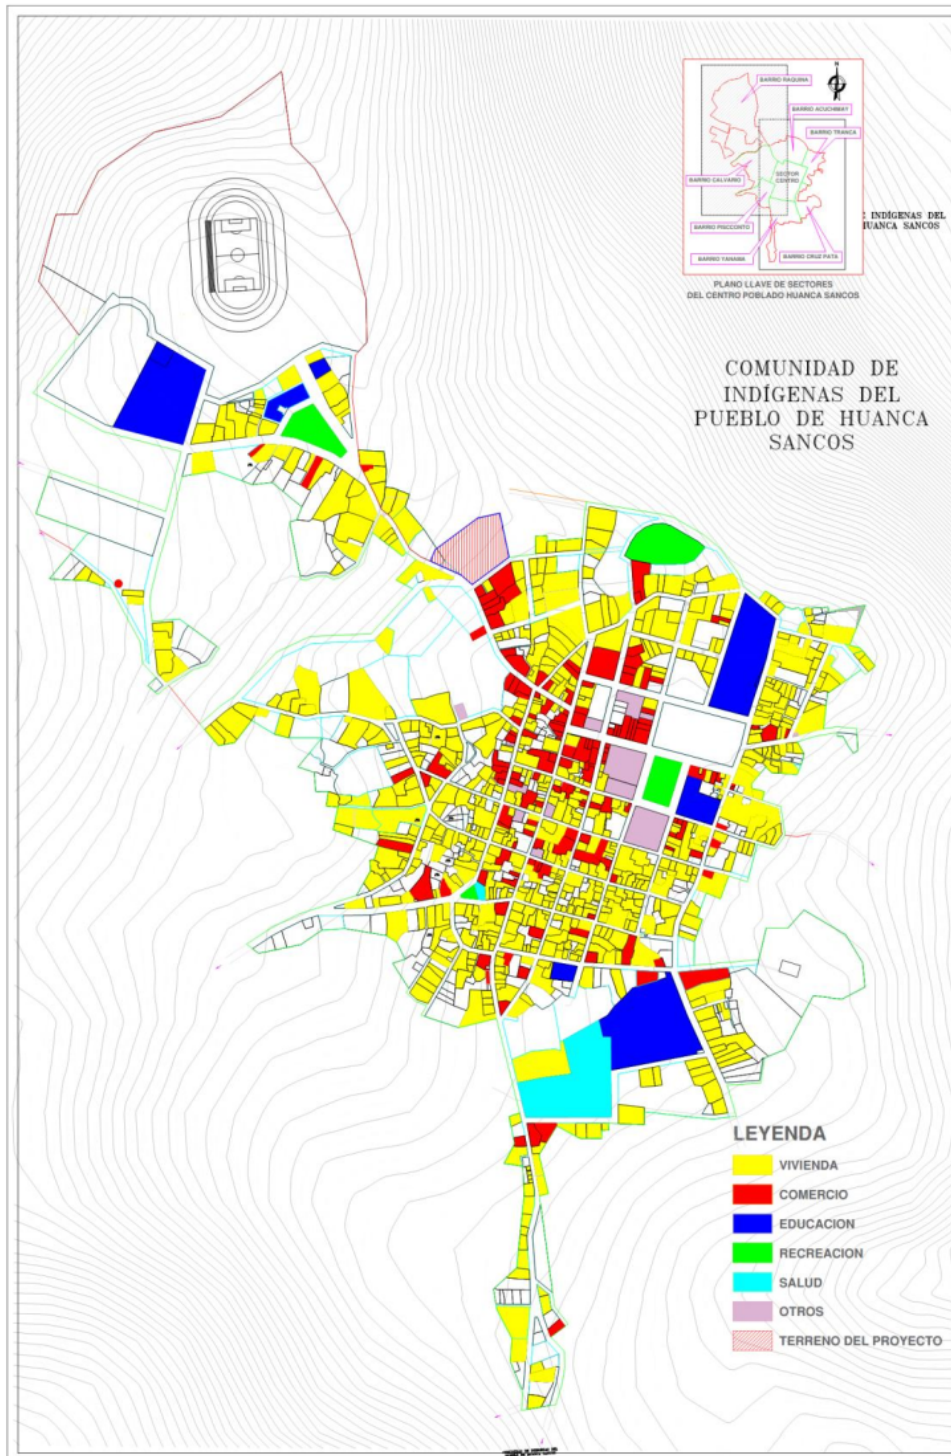 N
BARRIO RAQUINA
BARRIO ACUCHIMAY
BARRIO TRANCA
SECTOR
CENTRO
BARRIO CALVARIO
BARRIO PISCCONTO
BARRIO YANAMA
BARRIO CRUZ PATA
E INDÍGENAS DEL
HUANCA SANCOS
PLANO LLAVE DE SECTORES
DEL CENTRO POBLADO HUANCA SANCOS
COMUNIDAD DE
INDÍGENAS DEL
PUEBLO DE HUANCA
SANCOS
LEYENDA
VIVIENDA
COMERCIO
EDUCACION
RECREACION
SALUD
OTROS
TERRENO DEL PROYECTO